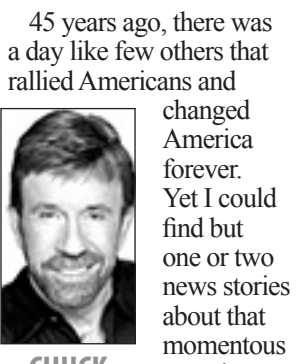 45 years ago, there was
a day like few others that
rallied Americans and
changed
America
forever.
Yet I could
find but
one or two
news stories
about that
momentous